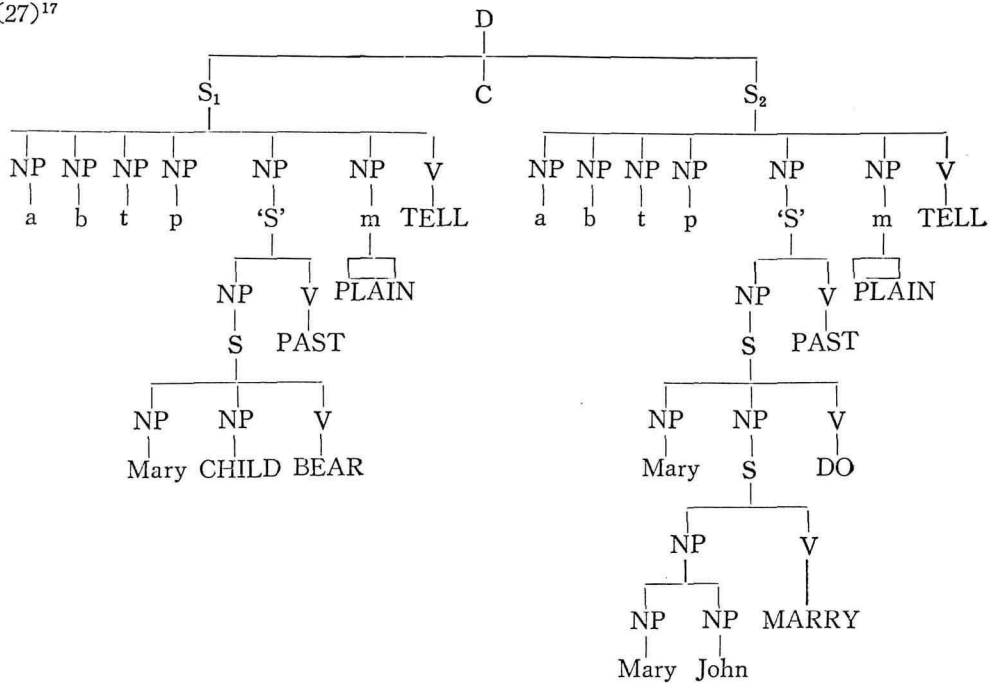 (27)17
D
S1 C S2
NP NP NP NP NP NP V NP NP NP NP NP NP V
a b t p ‘S’ m TELL a b t p ‘S’ m TELL
NP V PLAIN NP V PLAIN
S PAST S PAST
NP NP V NP NP V
Mary CHILD BEAR Mary S DO
NP V
NP NP MARRY
Mary John